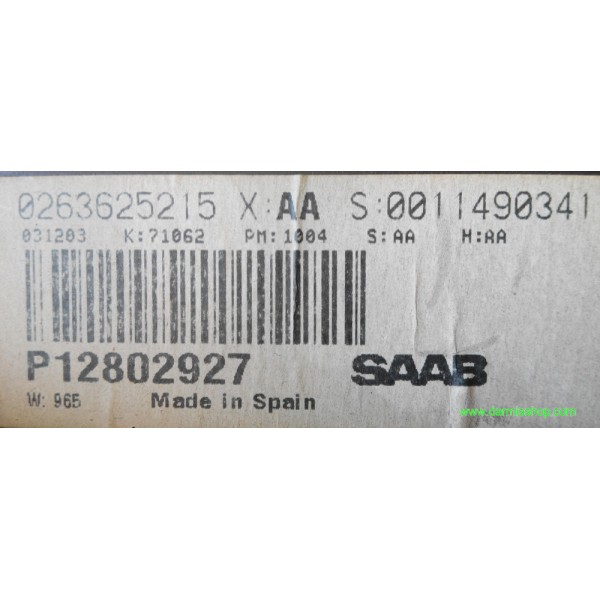 0263625215 X:AA S:0011490341
031203 K:71062 PM:1004 S:AA H:AA
P12802927 SAAB
W: 965 Made in Spain